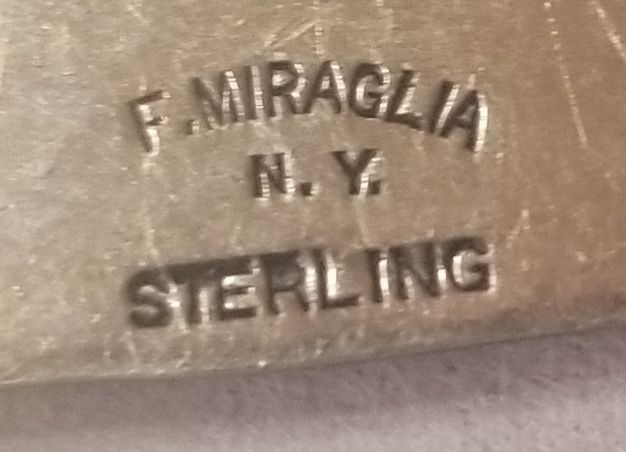 F. MIRAGLIA
N. Y.
STERLING